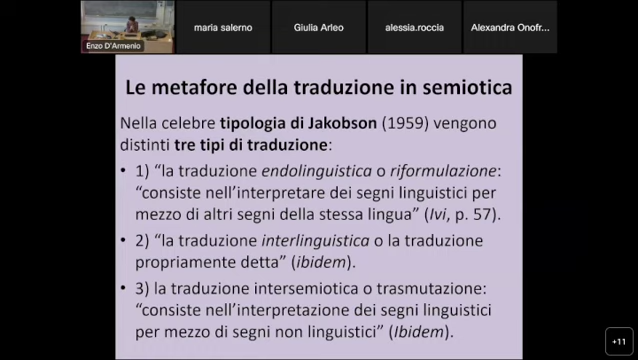 Enzo D'Armenio
maria salerno
Giulia Arleo
alessia.roccia
Alexandra Onofr...
Le metafore della traduzione in semiotica
Nella celebre tipologia di Jakobson (1959) vengono
distinti tre tipi di traduzione:
• 1) “la traduzione endolinguistica o riformulazione:
“consiste nell’interpretare dei segni linguistici per
mezzo di altri segni della stessa lingua” (Ivi, p. 57).
• 2) “la traduzione interlinguistica o la traduzione
propriamente detta” (ibidem).
• 3) la traduzione intersemiotica o trasmutazione:
“consiste nell’interpretazione dei segni linguistici
per mezzo di segni non linguistici” (Ibidem).
+11